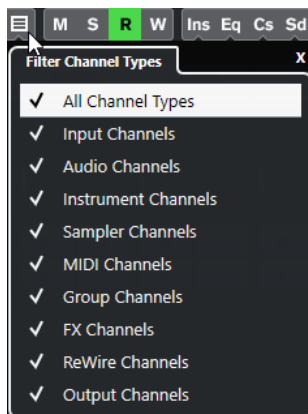 M S R W Ins Eq Cs Sd
Filter Channel Types X
All Channel Types
Input Channels
Audio Channels
Instrument Channels
Sampler Channels
MIDI Channels
Group Channels
FX Channels
ReWire Channels
Output Channels